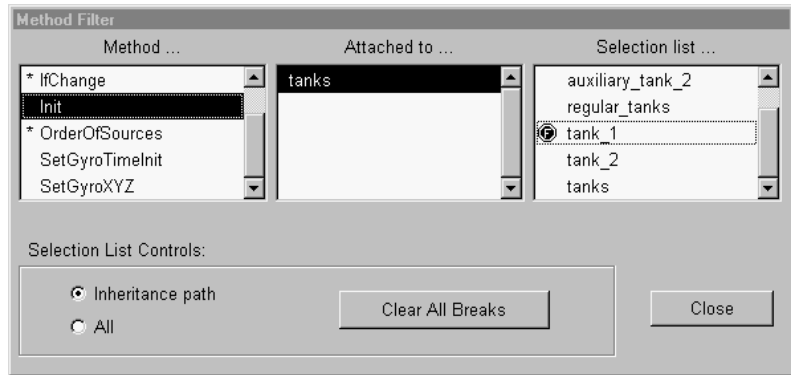 Method Filter
Method ...
Attached to ...
Selection list ...
* IfChange
Init
* OrderOfSources
SetGyroTimeInit
SetGyroXYZ
tanks
auxiliary_tank_2
regular_tanks
F tank_1
tank_2
tanks
Selection List Controls:
Inheritance path
All
Clear All Breaks
Close